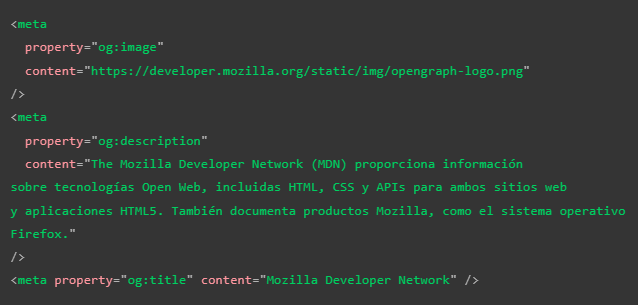 <meta
  property="og:image"
  content="https://developer.mozilla.org/static/img/opengraph-logo.png"
/>
<meta
  property="og:description"
  content="The Mozilla Developer Network (MDN) proporciona información
sobre tecnologías Open Web, incluidas HTML, CSS y APIs para ambos sitios web
y aplicaciones HTML5. También documenta productos Mozilla, como el sistema operativo
Firefox."
/>
<meta property="og:title" content="Mozilla Developer Network" />